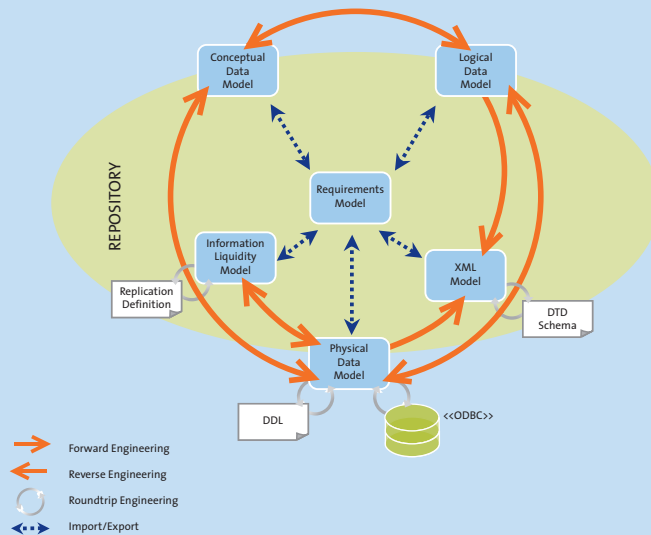 Conceptual
Data
Model
Logical
Data
Model
REPOSITORY
Requirements
Model
Information
Liquidity
Model
XML
Model
Replication
Definition
DTD
Schema
Physical
Data
Model
DDL
<<ODBC>>
Forward Engineering
Reverse Engineering
Roundtrip Engineering
Import/Export